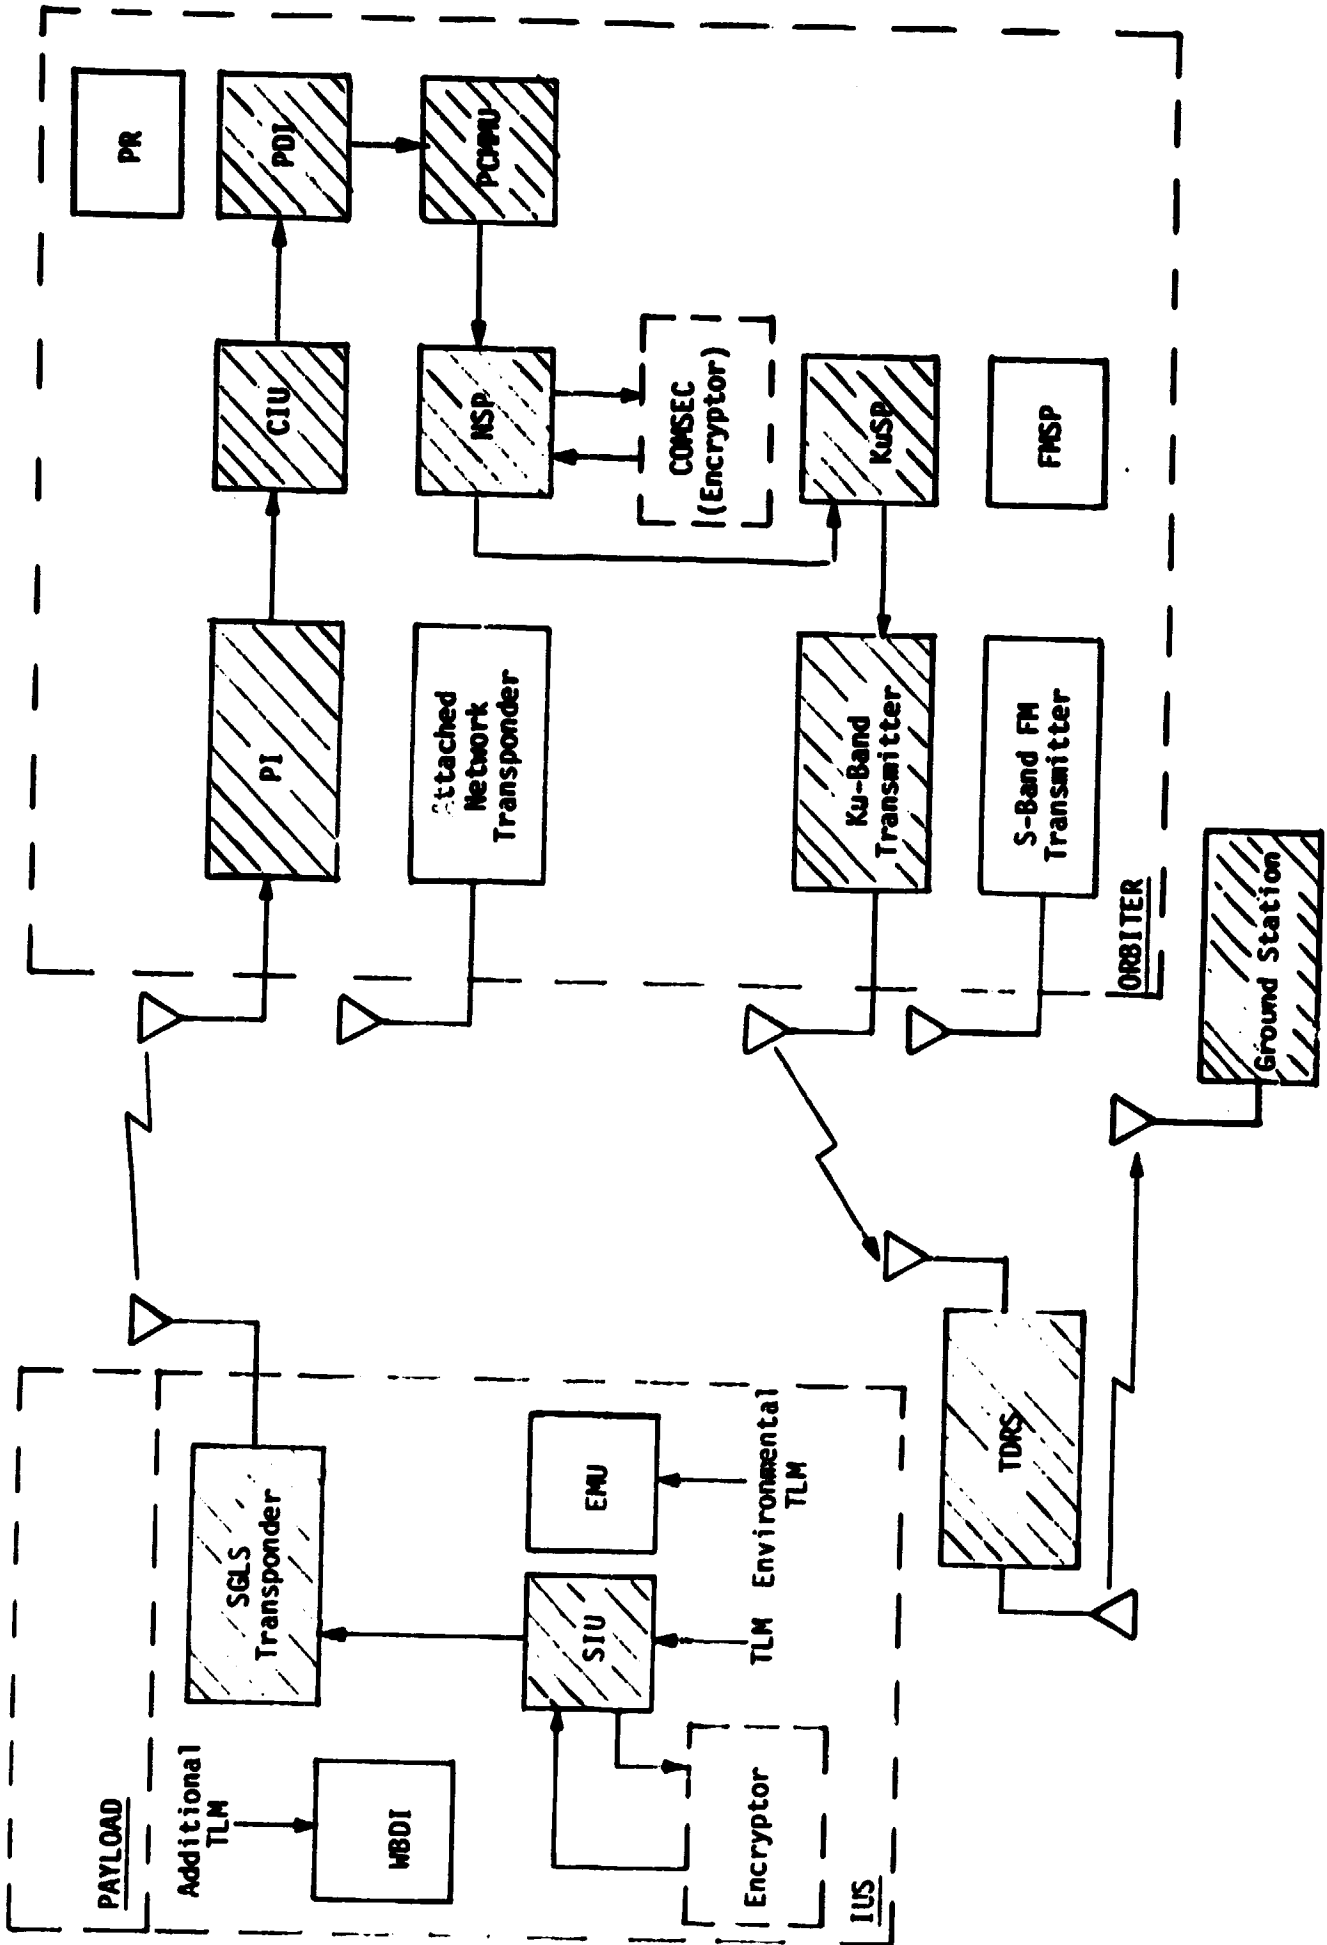 PAYLOAD
Additional
TLM
WBDI
SGLS
Transponder
SIU
EMU
TLM
Environmental
TLM
Encryptor
IUS
TDRS
PI
CIU
PDI
PR
Attached
Network
Transponder
NSP
PCMMU
COMSEC
(Encryptor)
Ku-Band
Transmitter
KuSP
S-Band FM
Transmitter
FMSP
ORBITER
Ground Station